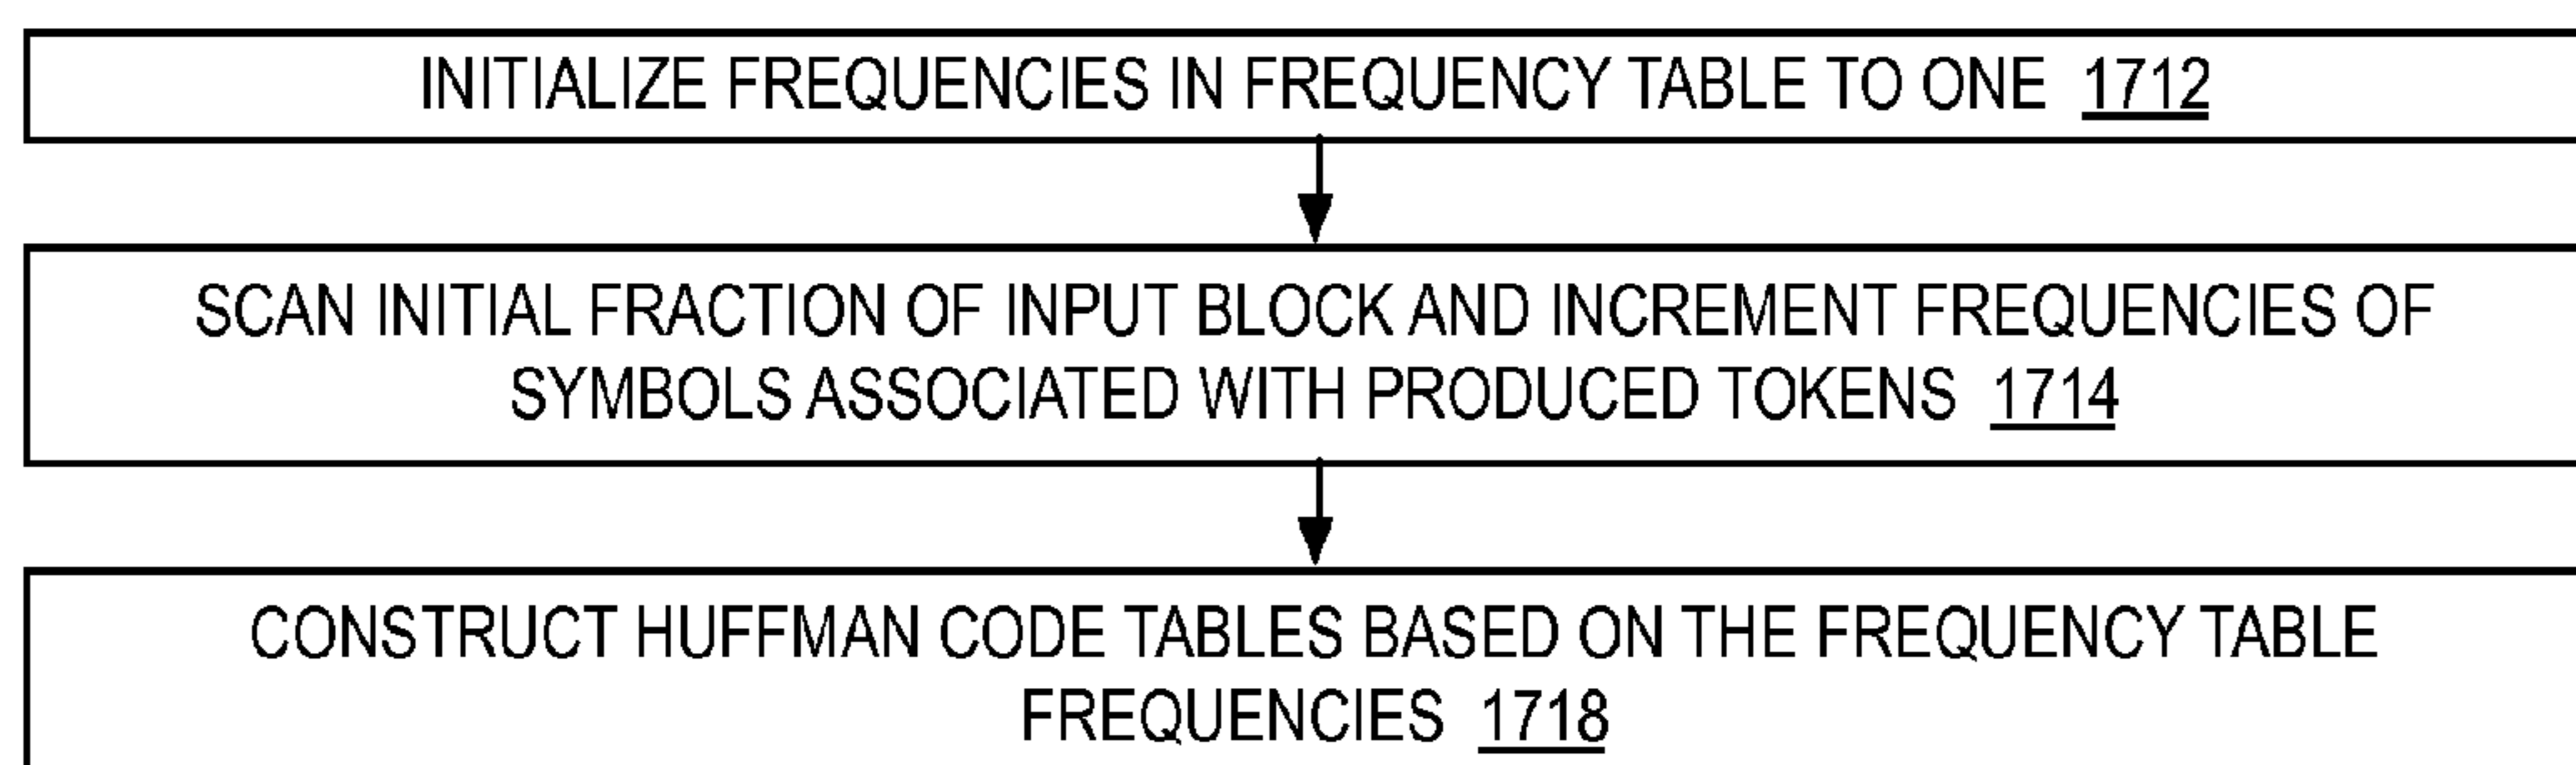 INITIALIZE FREQUENCIES IN FREQUENCY TABLE TO ONE 1712
SCAN INITIAL FRACTION OF INPUT BLOCK AND INCREMENT FREQUENCIES OF
SYMBOLS ASSOCIATED WITH PRODUCED TOKENS 1714
CONSTRUCT HUFFMAN CODE TABLES BASED ON THE FREQUENCY TABLE
FREQUENCIES 1718